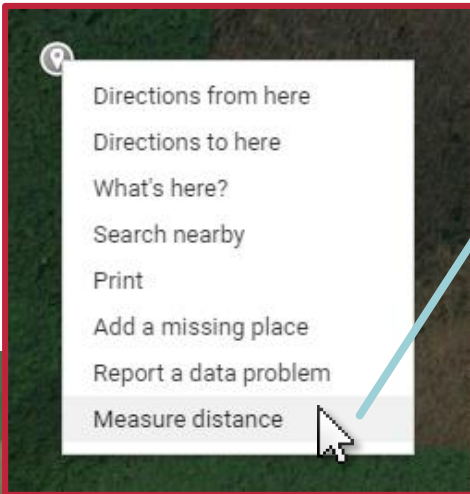 Directions from here
Directions to here
What's here?
Search nearby
Print
Add a missing place
Report a data problem
Measure distance